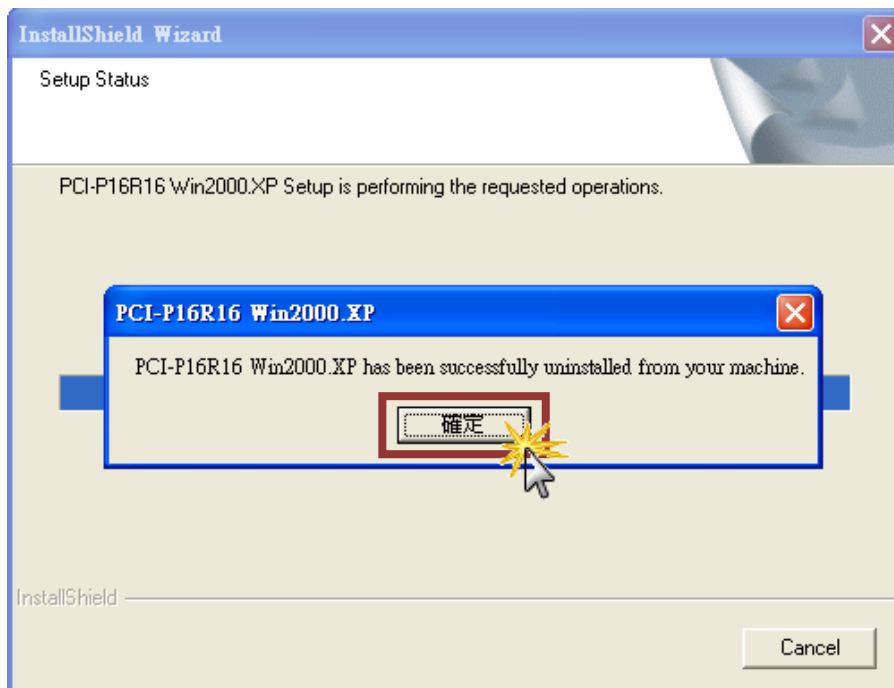 InstallShield Wizard
Setup Status
PCI-P16R16 Win2000.XP Setup is performing the requested operations.
PCI-P16R16 Win2000.XP
PCI-P16R16 Win2000.XP has been successfully uninstalled from your machine.
確定
InstallShield
Cancel